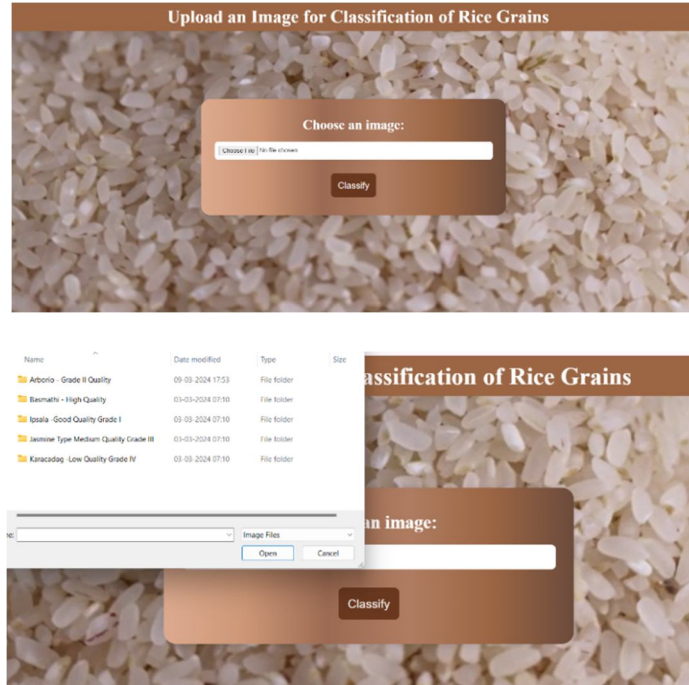 Upload an Image for Classification of Rice Grains
Choose an image:
Choose File No file chosen
Classify
Name Date modified Type Size
Arborio - Grade II Quality 09-03-2024 17:53 File folder
Basmathi - High Quality 03-03-2024 07:10 File folder
Ipsala -Good Quality Grade I 03-03-2024 07:10 File folder
Jasmine Type Medium Quality Grade III 03-03-2024 07:10 File folder
Karacadag -Low Quality Grade IV 03-03-2024 07:10 File folder
assification of Rice Grains
an image:
me: Image Files
Open Cancel
Classify